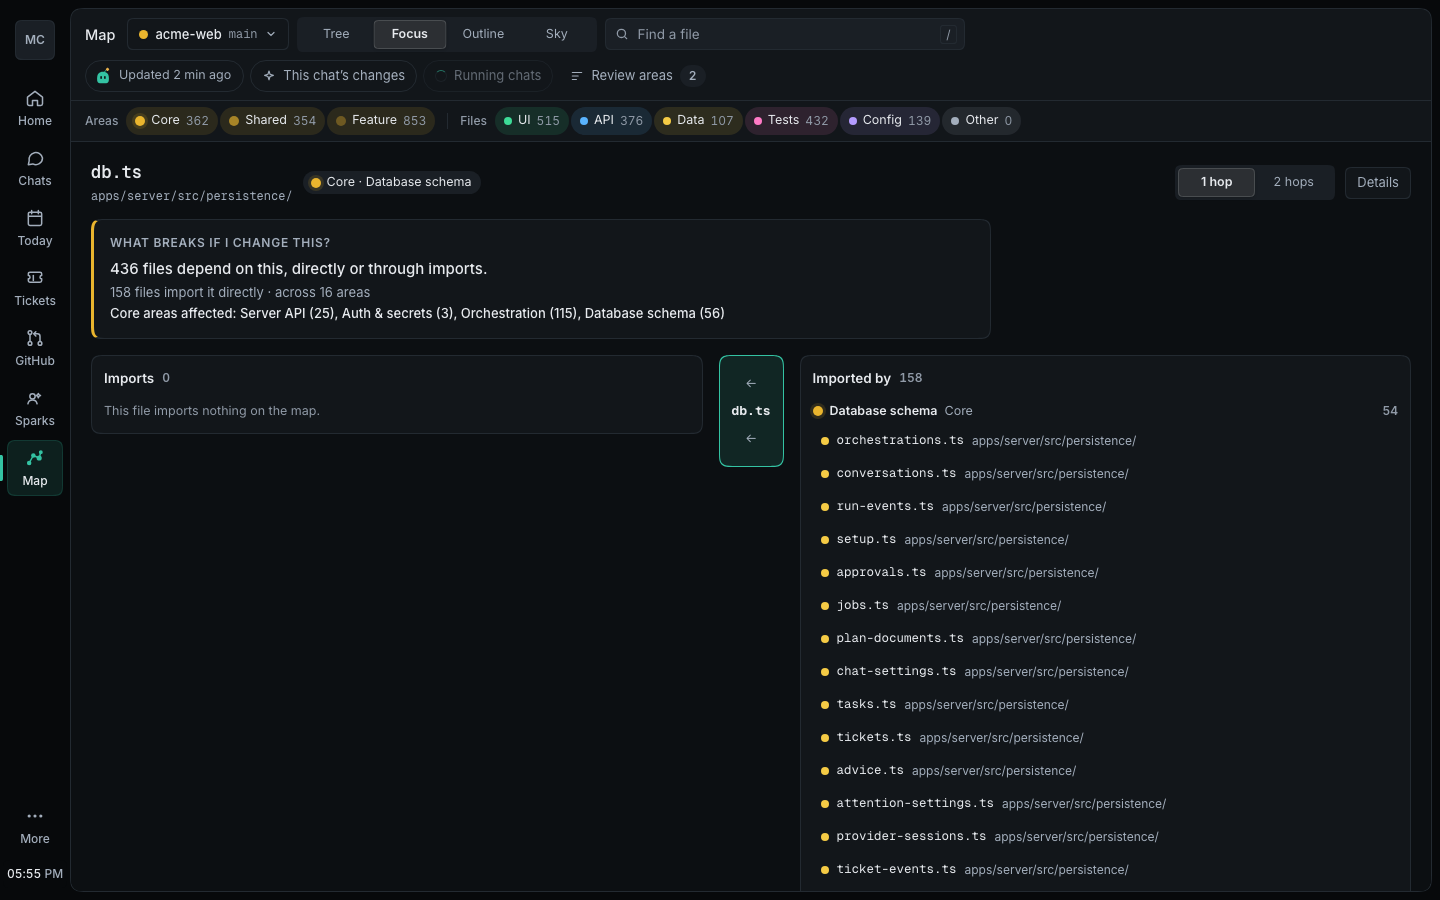 MC
Home
Chats
Today
Tickets
GitHub
Sparks
Map
More
05:55 PM
Map
acme-web main
Tree
Focus
Outline
Sky
Find a file
/
Updated 2 min ago
This chat's changes
Running chats
Review areas 2
Areas
Core 362
Shared 354
Feature 853
Files
UI 515
API 376
Data 107
Tests 432
Config 139
Other 0
db.ts
apps/server/src/persistence/
Core · Database schema
1 hop
2 hops
Details
WHAT BREAKS IF I CHANGE THIS?
436 files depend on this, directly or through imports.
158 files import it directly · across 16 areas
Core areas affected: Server API (25), Auth & secrets (3), Orchestration (115), Database schema (56)
Imports 0
This file imports nothing on the map.
←
db.ts
←
Imported by 158
Database schema Core 54
orchestrations.ts apps/server/src/persistence/
conversations.ts apps/server/src/persistence/
run-events.ts apps/server/src/persistence/
setup.ts apps/server/src/persistence/
approvals.ts apps/server/src/persistence/
jobs.ts apps/server/src/persistence/
plan-documents.ts apps/server/src/persistence/
chat-settings.ts apps/server/src/persistence/
tasks.ts apps/server/src/persistence/
tickets.ts apps/server/src/persistence/
advice.ts apps/server/src/persistence/
attention-settings.ts apps/server/src/persistence/
provider-sessions.ts apps/server/src/persistence/
ticket-events.ts apps/server/src/persistence/